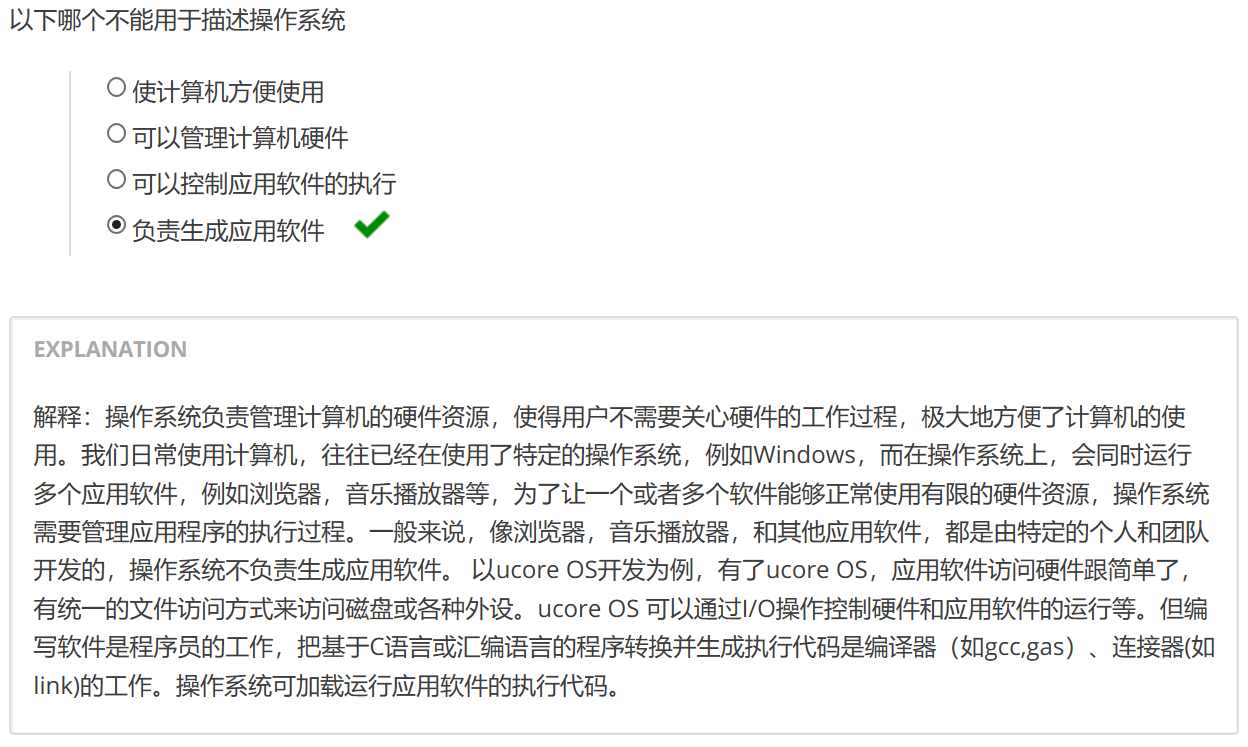 以下哪个不能用于描述操作系统
使计算机方便使用
可以管理计算机硬件
可以控制应用软件的执行
负责生成应用软件
EXPLANATION
解释：操作系统负责管理计算机的硬件资源，使得用户不需要关心硬件的工作过程，极大地方便了计算机的使
用。我们日常使用计算机，往往已经在使用了特定的操作系统，例如Windows，而在操作系统上，会同时运行
多个应用软件，例如浏览器，音乐播放器等，为了让一个或者多个软件能够正常使用有限的硬件资源，操作系统
需要管理应用程序的执行过程。一般来说，像浏览器，音乐播放器，和其他应用软件，都是由特定的个人和团队
开发的，操作系统不负责生成应用软件。 以ucore OS开发为例，有了ucore OS，应用软件访问硬件跟简单了，
有统一的文件访问方式来访问磁盘或各种外设。ucore OS 可以通过I/O操作控制硬件和应用软件的运行等。但编
写软件是程序员的工作，把基于C语言或汇编语言的程序转换并生成执行代码是编译器（如gcc,gas）、连接器(如
link)的工作。操作系统可加载运行应用软件的执行代码。